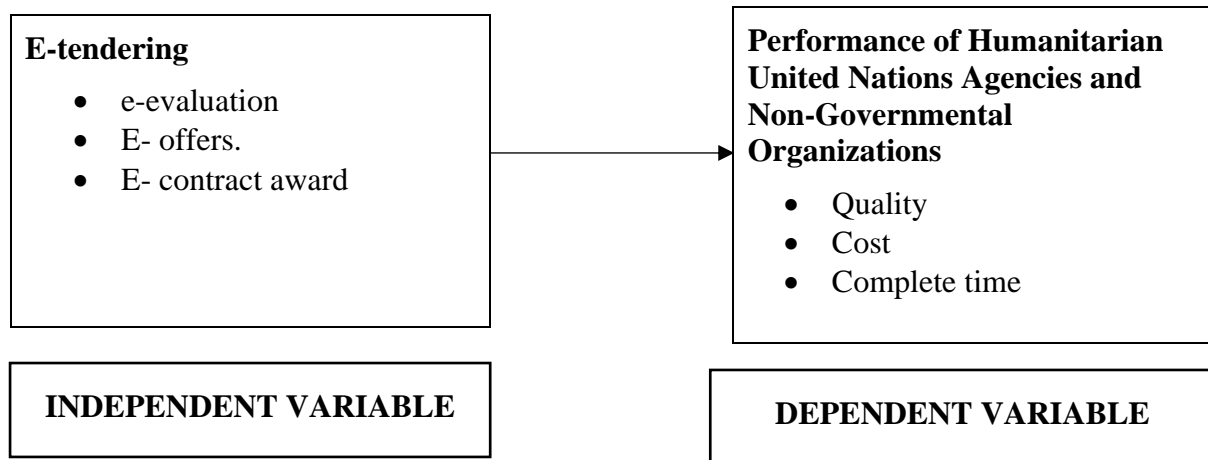 E-tendering
• e-evaluation
• E- offers.
• E- contract award
Performance of Humanitarian
United Nations Agencies and
Non-Governmental
Organizations
• Quality
• Cost
• Complete time
INDEPENDENT VARIABLE
DEPENDENT VARIABLE